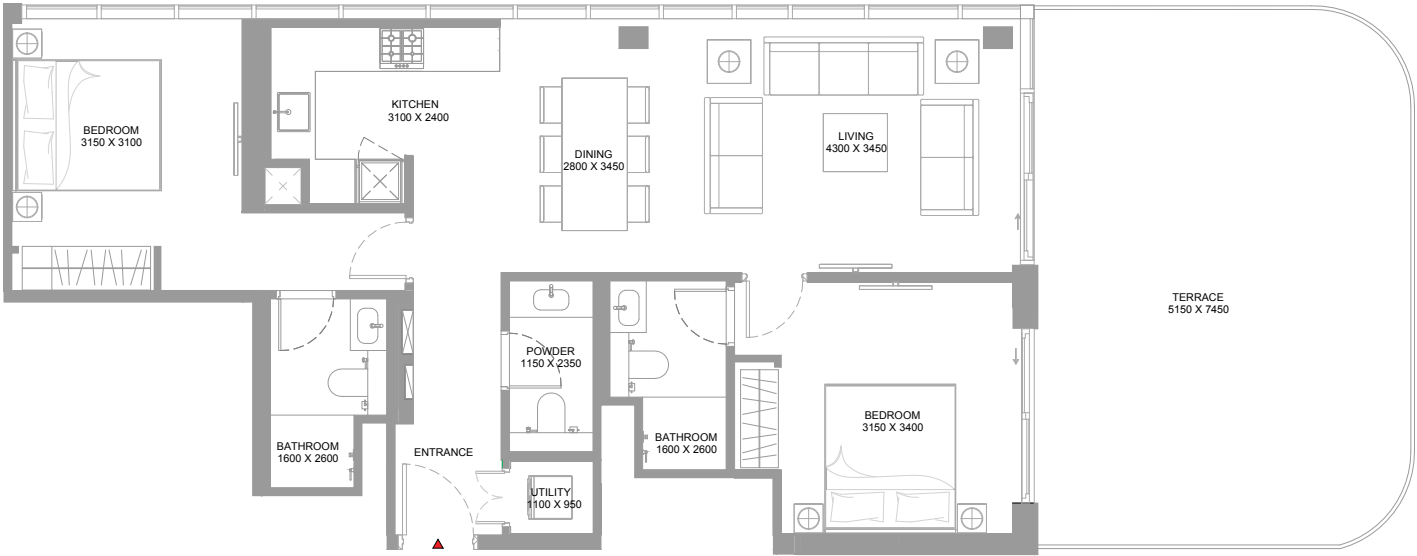 BEDROOM
3150 X 3100
KITCHEN
3100 X 2400
DINING
2800 X 3450
LIVING
4300 X 3450
TERRACE
5150 X 7450
POWDER
1150 X 2350
BEDROOM
3150 X 3400
BATHROOM
1600 X 2600
ENTRANCE
BATHROOM
1600 X 2600
UTILITY
1100 X 950